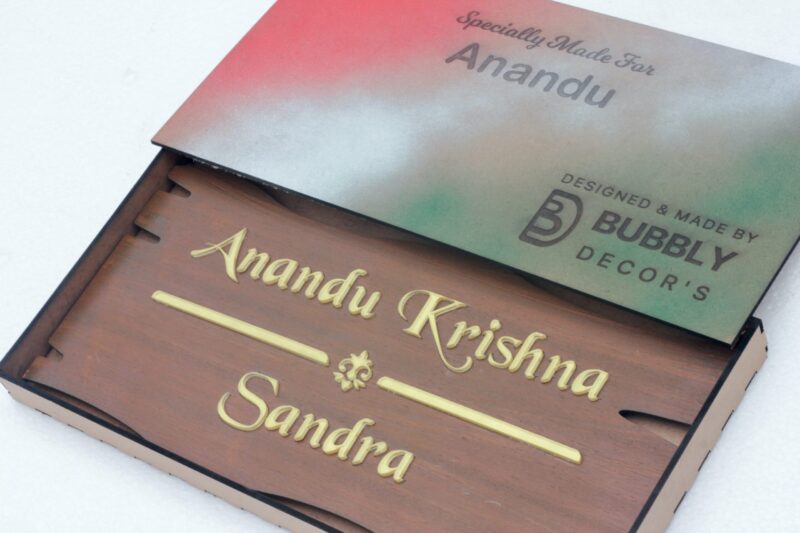 Specially Made For
Anandu
DESIGNED & MADE BY
BUBBLY
DECOR'S
Anandu Krishna
Sandra